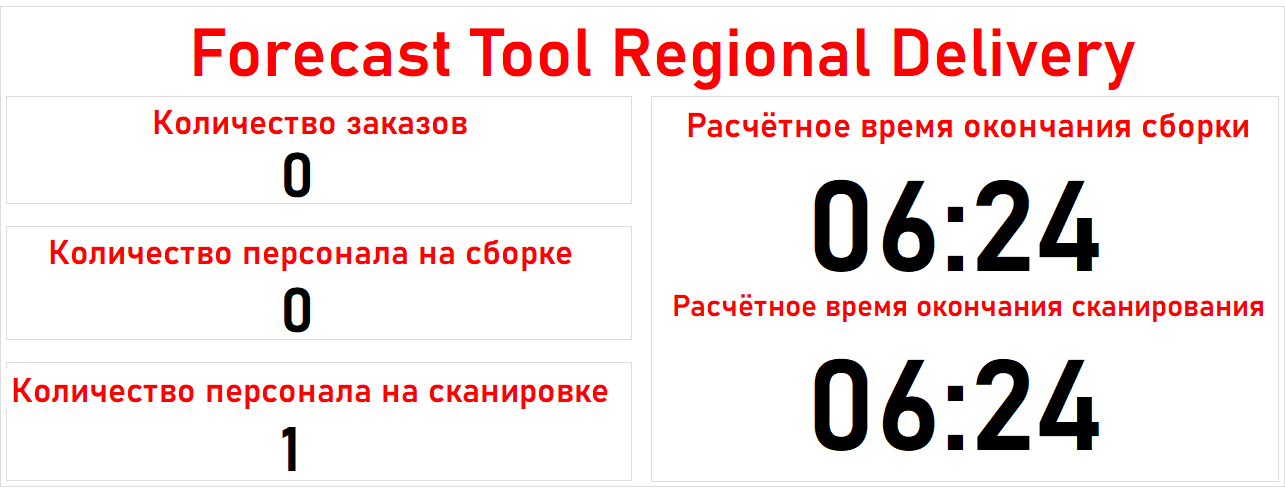 Forecast Tool Regional Delivery
Количество заказов
0
Количество персонала на сборке
0
Количество персонала на сканировке
1
Расчётное время окончания сборки
06:24
Расчётное время окончания сканирования
06:24